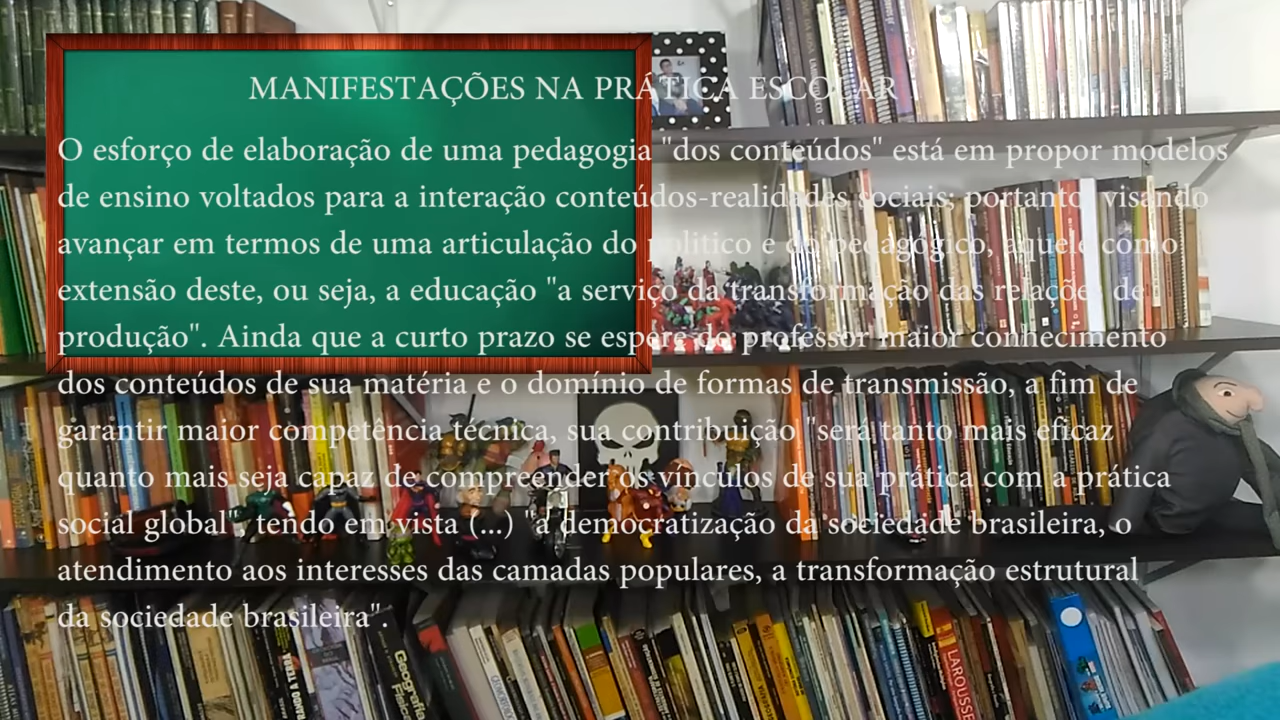 MANIFESTAÇÕES NA PRÁTICA ESCOLAR
O esforço de elaboração de uma pedagogia "dos conteúdos" está em propor modelos
de ensino voltados para a interação conteúdos-realidades sociais; portanto, visando
avançar em termos de uma articulação do político e do pedagógico, aquele como
extensão deste, ou seja, a educação "a serviço da transformação das relações de
produção". Ainda que a curto prazo se espere do professor maior conhecimento
dos conteúdos de sua matéria e o domínio de formas de transmissão, a fim de
garantir maior competência técnica, sua contribuição "será tanto mais eficaz
quanto mais seja capaz de compreender os vínculos de sua prática com a prática
social global", tendo em vista (...) "a democratização da sociedade brasileira, o
atendimento aos interesses das camadas populares, a transformação estrutural
da sociedade brasileira".
Geografia
LAROUSSE